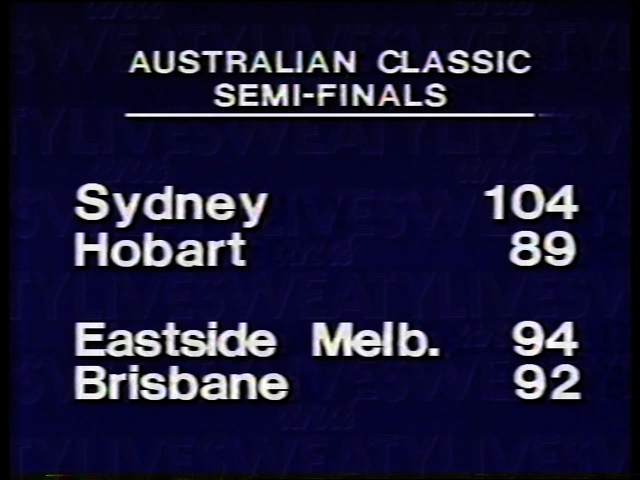 AUSTRALIAN CLASSIC
SEMI-FINALS
Sydney 104
Hobart 89
Eastside Melb. 94
Brisbane 92